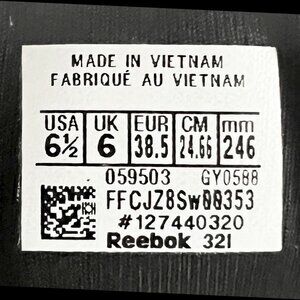 MADE IN VIETNAM
FABRIQUÉ AU VIETNAM
USA UK EUR CM mm
6½ 6 38.5 24.66 246
059503 GY0588
FFCJZ8Sw00353
#127440320
Reebok 321